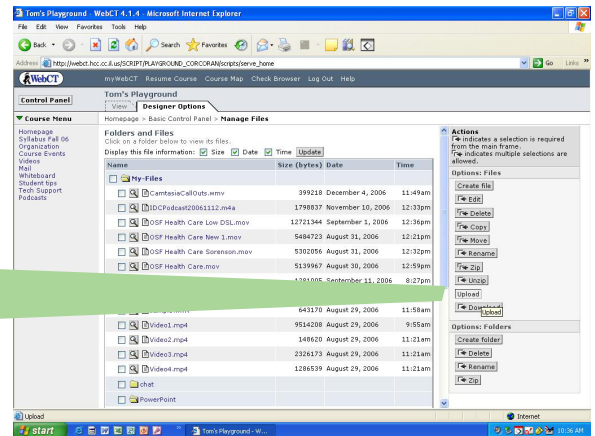 Tom's Playground - WebCT 4.1.4 - Microsoft Internet Explorer
File Edit View Favorites Tools Help
Back Search Favorites
Address http://webct.hcc.cc.il.us/SCRIPT/PLAYGROUND_CORCORAN/scripts/serve_home Go Links »
WebCT myWebCT Resume Course Course Map Check Browser Log Out Help
Control Panel
Tom's Playground
View Designer Options
Course Menu
Homepage > Basic Control Panel > Manage Files
Homepage
Syllabus Fall 06
Organization
Course Events
Videos
Mail
Whiteboard
Student tips
Tech Support
Podcasts
Folders and Files
Click on a folder below to view its files.
Display this file information: Size Date Time Update
Name Size (bytes) Date Time
My-Files
CamtasiaCallOuts.wmv 399218 December 4, 2006 11:49am
IDCPodcast20061112.m4a 1798837 November 10, 2006 12:33pm
OSF Health Care Low DSL.mov 12721344 September 1, 2006 12:36pm
OSF Health Care New 1.mov 5484723 August 31, 2006 12:21pm
OSF Health Care Sorenson.mov 5302056 August 31, 2006 12:32pm
OSF Health Care.mov 5139967 August 30, 2006 12:59pm
September 11, 2006 8:27pm
643170 August 29, 2006 11:58am
Video1.mp4 9514208 August 29, 2006 9:55am
Video2.mp4 148620 August 29, 2006 11:21am
Video3.mp4 2326173 August 29, 2006 11:21am
Video4.mp4 1286539 August 29, 2006 11:21am
chat
PowerPoint
Actions
indicates a selection is required
from the main frame.
indicates multiple selections are
allowed.
Options: Files
Create file
Edit
Delete
Copy
Move
Rename
Zip
Unzip
Upload
Download
Upload
Options: Folders
Create folder
Delete
Rename
Zip
Upload Internet
start Tom's Playground - W... 10:36 AM